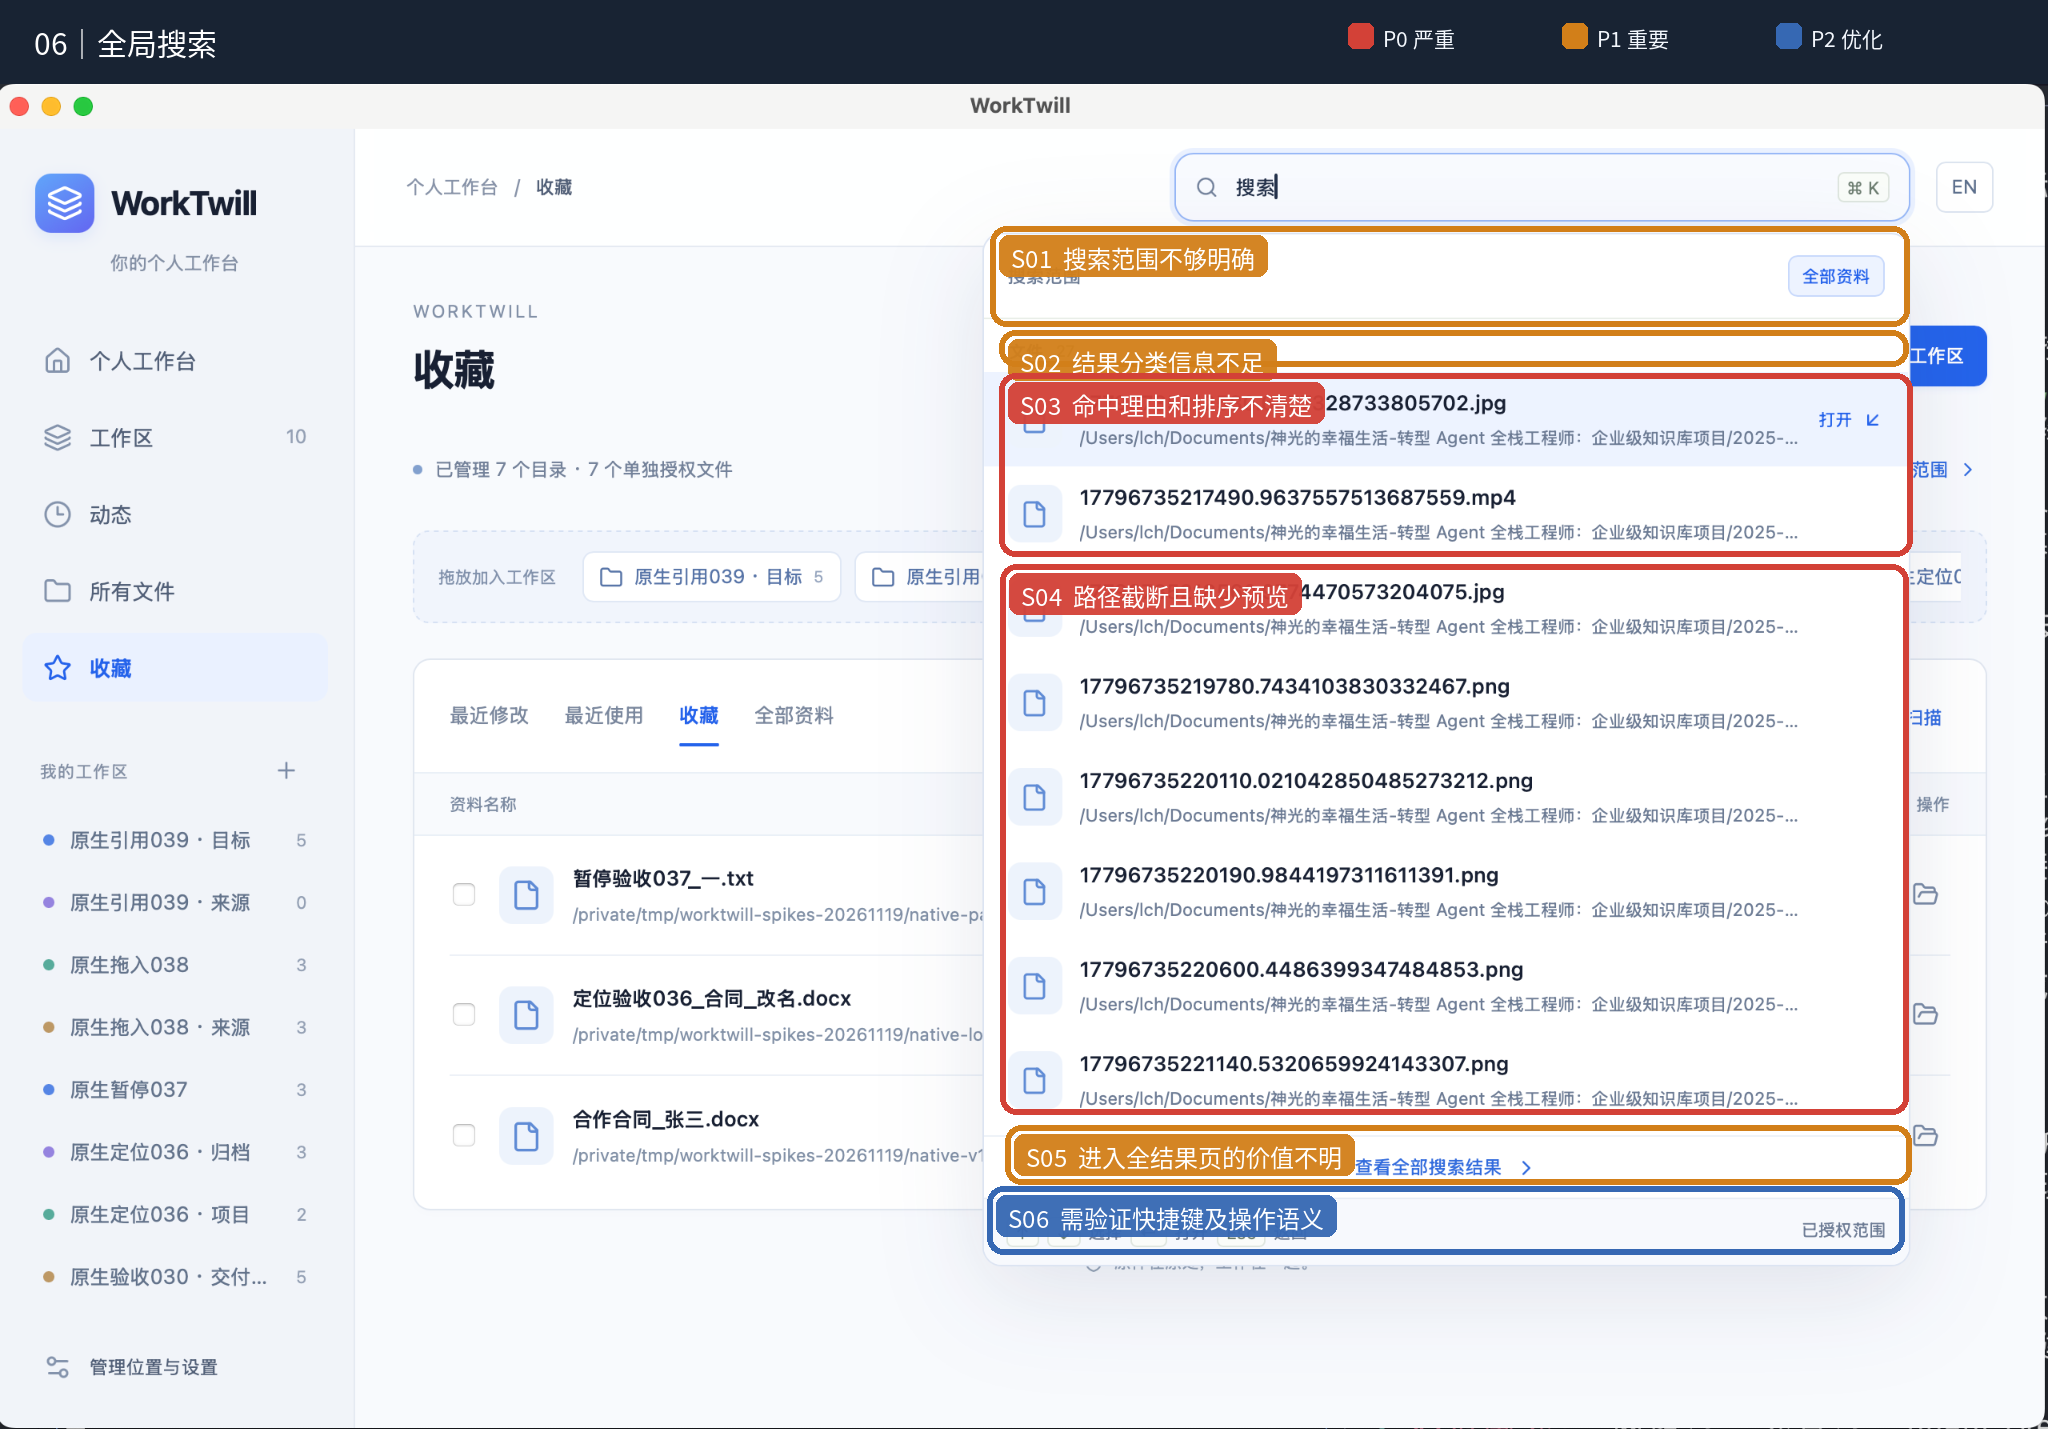 06｜全局搜索
P0 严重
P1 重要
P2 优化
WorkTwill
WorkTwill
你的个人工作台
个人工作台
工作区 10
动态
所有文件
收藏
我的工作区 +
原生引用039 · 目标 5
原生引用039 · 来源 0
原生拖入038 3
原生拖入038 · 来源 3
原生暂停037 3
原生定位036 · 归档 3
原生定位036 · 项目 2
原生验收030 · 交付... 5
管理位置与设置
个人工作台 / 收藏
搜索
⌘ K
EN
WORKTWILL
收藏
工作区
已管理 7 个目录 · 7 个单独授权文件
范围
拖放加入工作区
原生引用039 · 目标 5
原生引用
生定位0
最近修改 最近使用 收藏 全部资料
扫描
资料名称
操作
暂停验收037_一.txt
/private/tmp/worktwill-spikes-20261119/native-pa
定位验收036_合同_改名.docx
/private/tmp/worktwill-spikes-20261119/native-lo
合作合同_张三.docx
/private/tmp/worktwill-spikes-20261119/native-v1
S01 搜索范围不够明确
搜索范围
全部资料
S02 结果分类信息不足
S03 命中理由和排序不清楚
28733805702.jpg
/Users/lch/Documents/神光的幸福生活-转型 Agent 全栈工程师：企业级知识库项目/2025-...
打开
17796735217490.9637557513687559.mp4
/Users/lch/Documents/神光的幸福生活-转型 Agent 全栈工程师：企业级知识库项目/2025-...
S04 路径截断且缺少预览
4470573204075.jpg
/Users/lch/Documents/神光的幸福生活-转型 Agent 全栈工程师：企业级知识库项目/2025-...
17796735219780.7434103830332467.png
/Users/lch/Documents/神光的幸福生活-转型 Agent 全栈工程师：企业级知识库项目/2025-...
17796735220110.021042850485273212.png
/Users/lch/Documents/神光的幸福生活-转型 Agent 全栈工程师：企业级知识库项目/2025-...
17796735220190.9844197311611391.png
/Users/lch/Documents/神光的幸福生活-转型 Agent 全栈工程师：企业级知识库项目/2025-...
17796735220600.4486399347484853.png
/Users/lch/Documents/神光的幸福生活-转型 Agent 全栈工程师：企业级知识库项目/2025-...
17796735221140.5320659924143307.png
/Users/lch/Documents/神光的幸福生活-转型 Agent 全栈工程师：企业级知识库项目/2025-...
S05 进入全结果页的价值不明
查看全部搜索结果
S06 需验证快捷键及操作语义
已授权范围